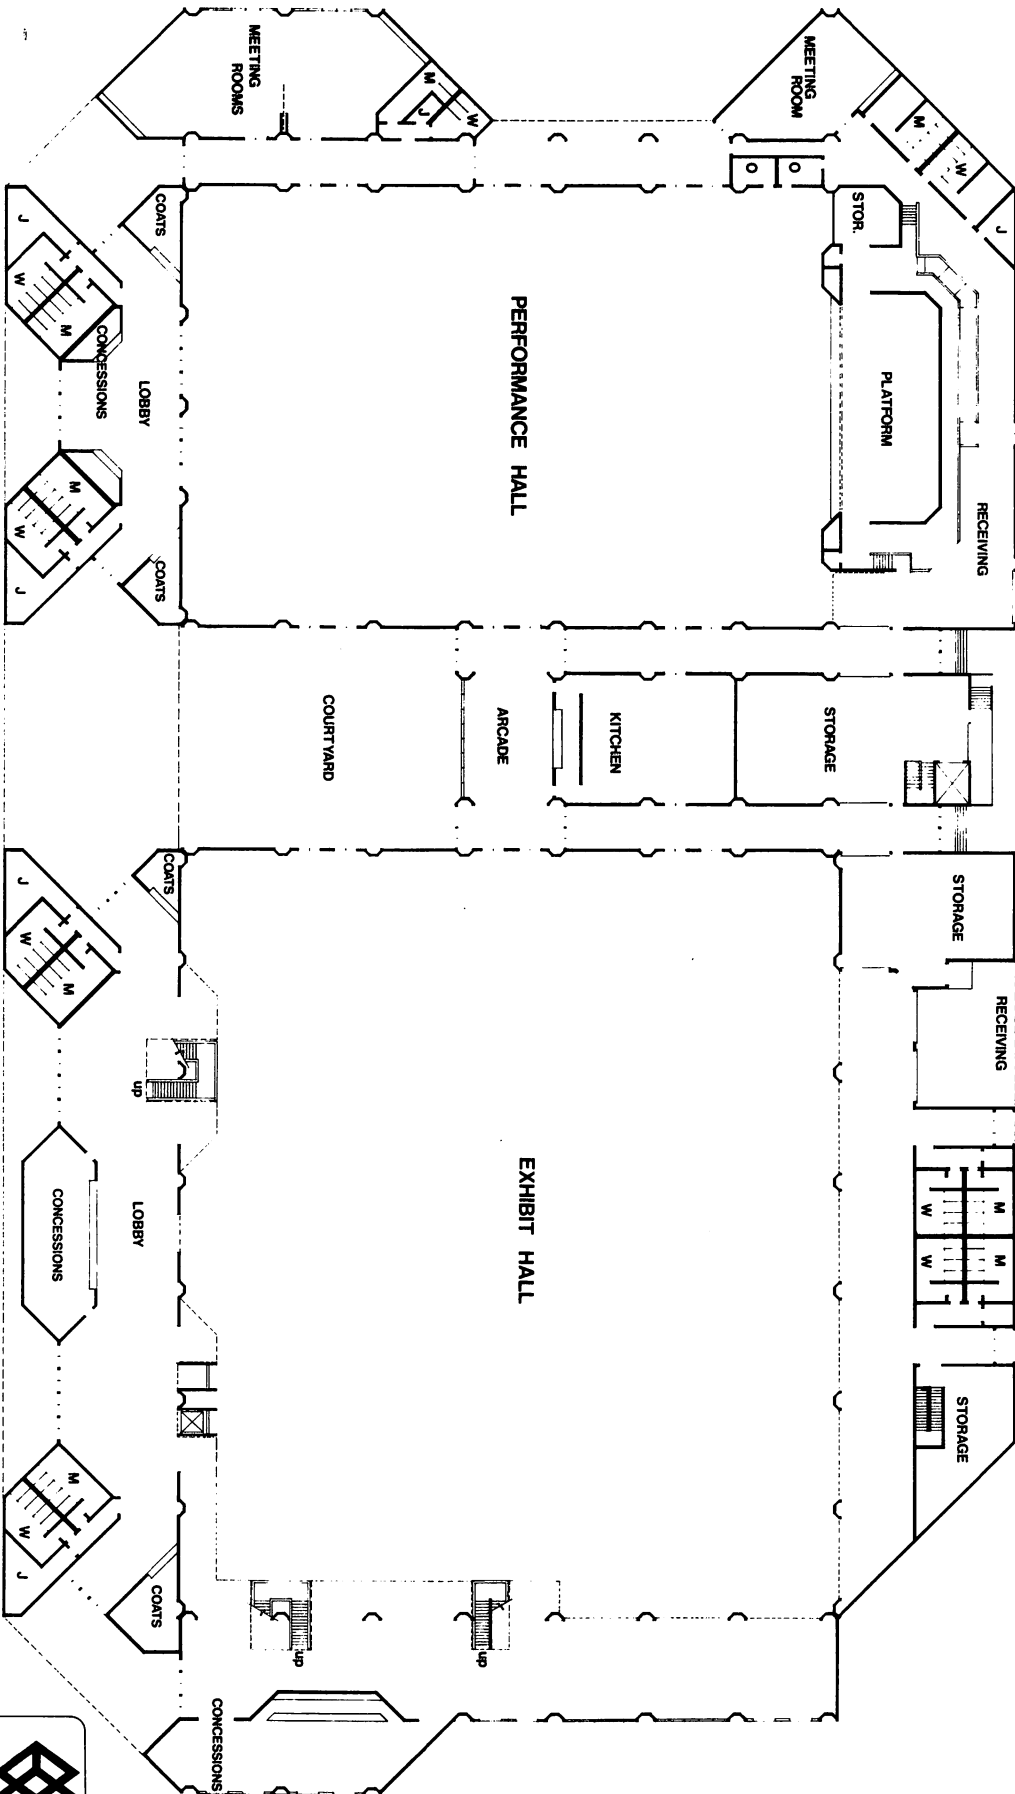 MEETING
ROOMS
M
J
W
MEETING
ROOM
M
W
J
COATS
STOR.
J
W
M
CONCESSIONS
LOBBY
PERFORMANCE HALL
PLATFORM
RECEIVING
M
W
J
COATS
COURTYARD
ARCADE
KITCHEN
STORAGE
COATS
J
W
M
STORAGE
RECEIVING
up
CONCESSIONS
LOBBY
EXHIBIT HALL
M
W
M
W
STORAGE
M
W
J
COATS
up
up
CONCESSIONS